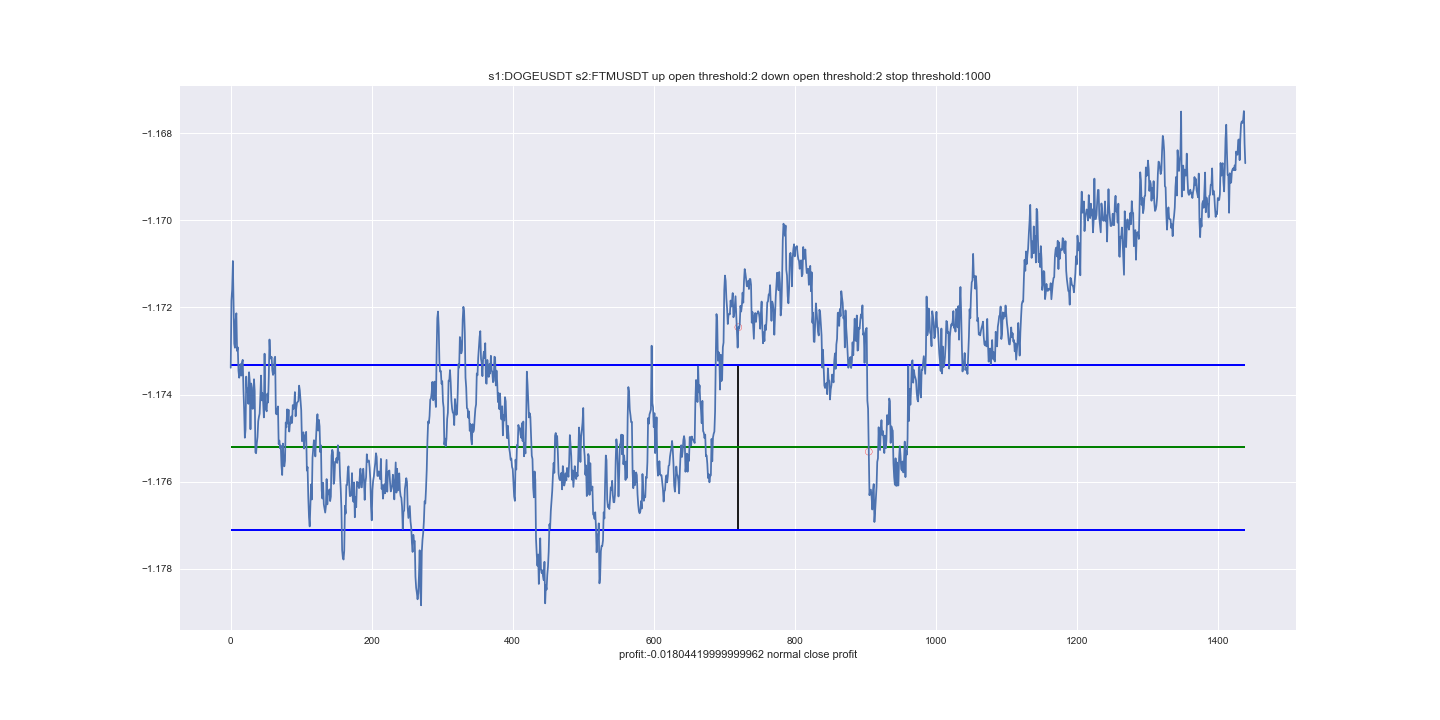 s1:DOGEUSDT s2:FTMUSDT up open threshold:2 down open threshold:2 stop threshold:1000
−1.168
−1.170
−1.172
−1.174
−1.176
−1.178
0 200 400 600 800 1000 1200 1400
profit:-0.01804419999999962 normal close profit